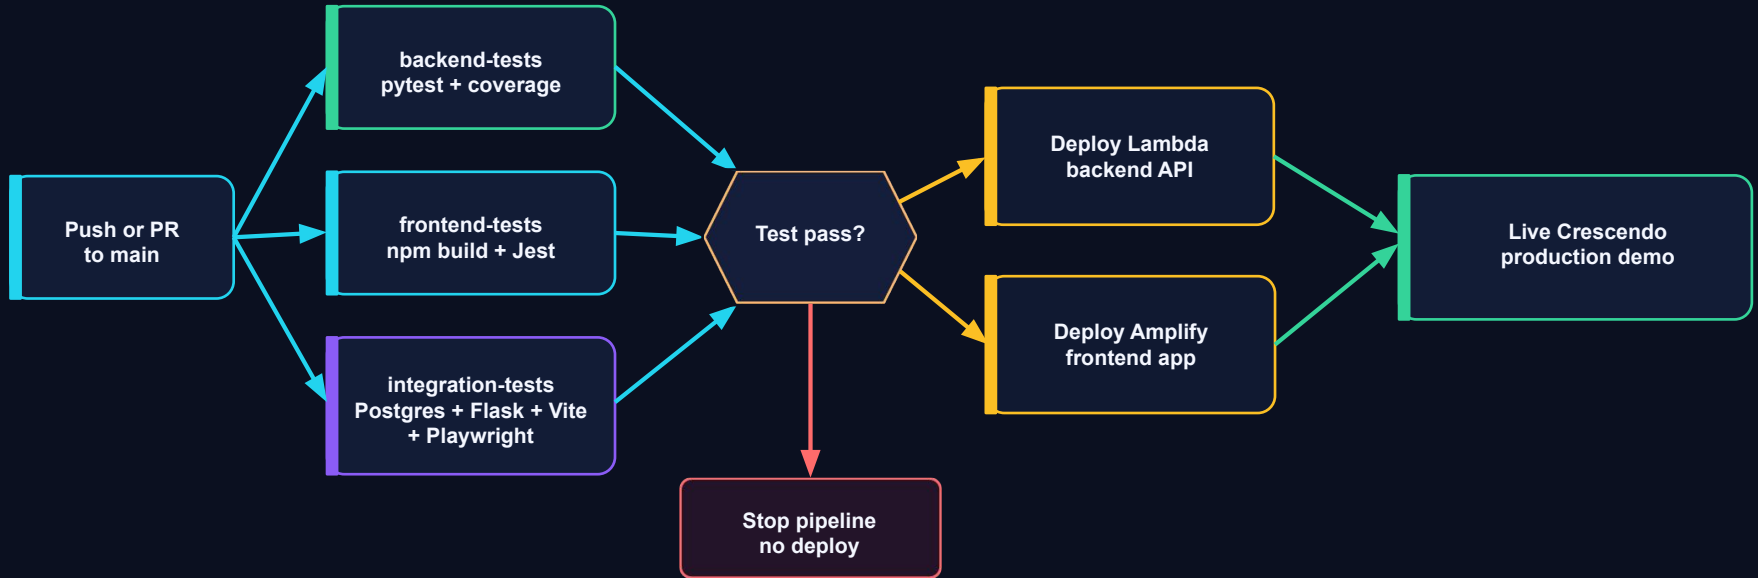 Push or PR
to main
backend-tests
pytest + coverage
frontend-tests
npm build + Jest
integration-tests
Postgres + Flask + Vite
+ Playwright
Test pass?
Stop pipeline
no deploy
Deploy Lambda
backend API
Deploy Amplify
frontend app
Live Crescendo
production demo